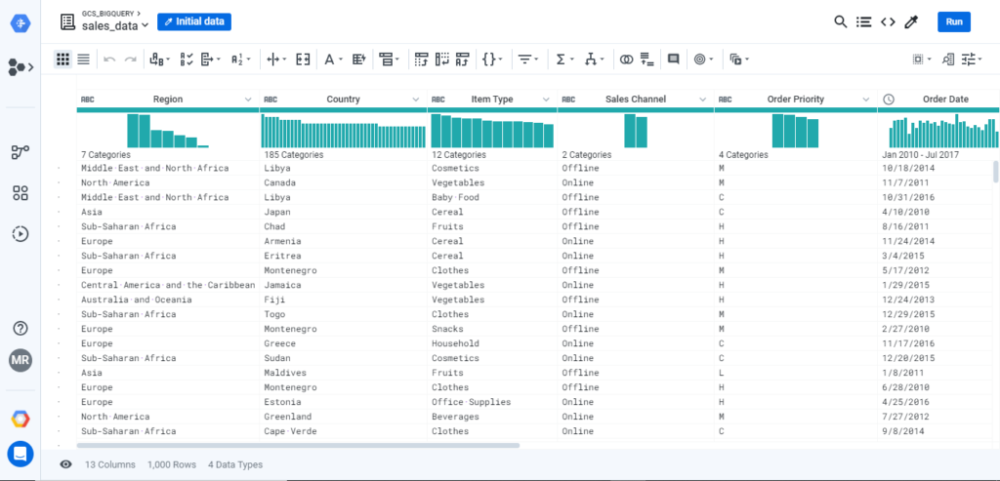 GCS_BIGQUERY
sales_data
Initial data
Run
ABC Region ABC Country ABC Item Type ABC Sales Channel ABC Order Priority Order Date
7 Categories 185 Categories 12 Categories 2 Categories 4 Categories Jan 2010 - Jul 2017
Middle·East·and·North·Africa Libya Cosmetics Offline M 10/18/2014
North·America Canada Vegetables Online M 11/7/2011
Middle·East·and·North·Africa Libya Baby·Food Offline C 10/31/2016
Asia Japan Cereal Offline C 4/10/2010
Sub-Saharan·Africa Chad Fruits Offline H 8/16/2011
Europe Armenia Cereal Online H 11/24/2014
Sub-Saharan·Africa Eritrea Cereal Online H 3/4/2015
Europe Montenegro Clothes Offline M 5/17/2012
Central·America·and·the·Caribbean Jamaica Vegetables Online H 1/29/2015
Australia·and·Oceania Fiji Vegetables Offline H 12/24/2013
Sub-Saharan·Africa Togo Clothes Online M 12/29/2015
Europe Montenegro Snacks Offline M 2/27/2010
Europe Greece Household Online C 11/17/2016
Sub-Saharan·Africa Sudan Cosmetics Online C 12/20/2015
Asia Maldives Fruits Offline L 1/8/2011
Europe Montenegro Clothes Offline H 6/28/2010
Europe Estonia Office·Supplies Online H 4/25/2016
North·America Greenland Beverages Online M 7/27/2012
Sub-Saharan·Africa Cape·Verde Clothes Online C 9/8/2014
MR
13 Columns 1,000 Rows 4 Data Types